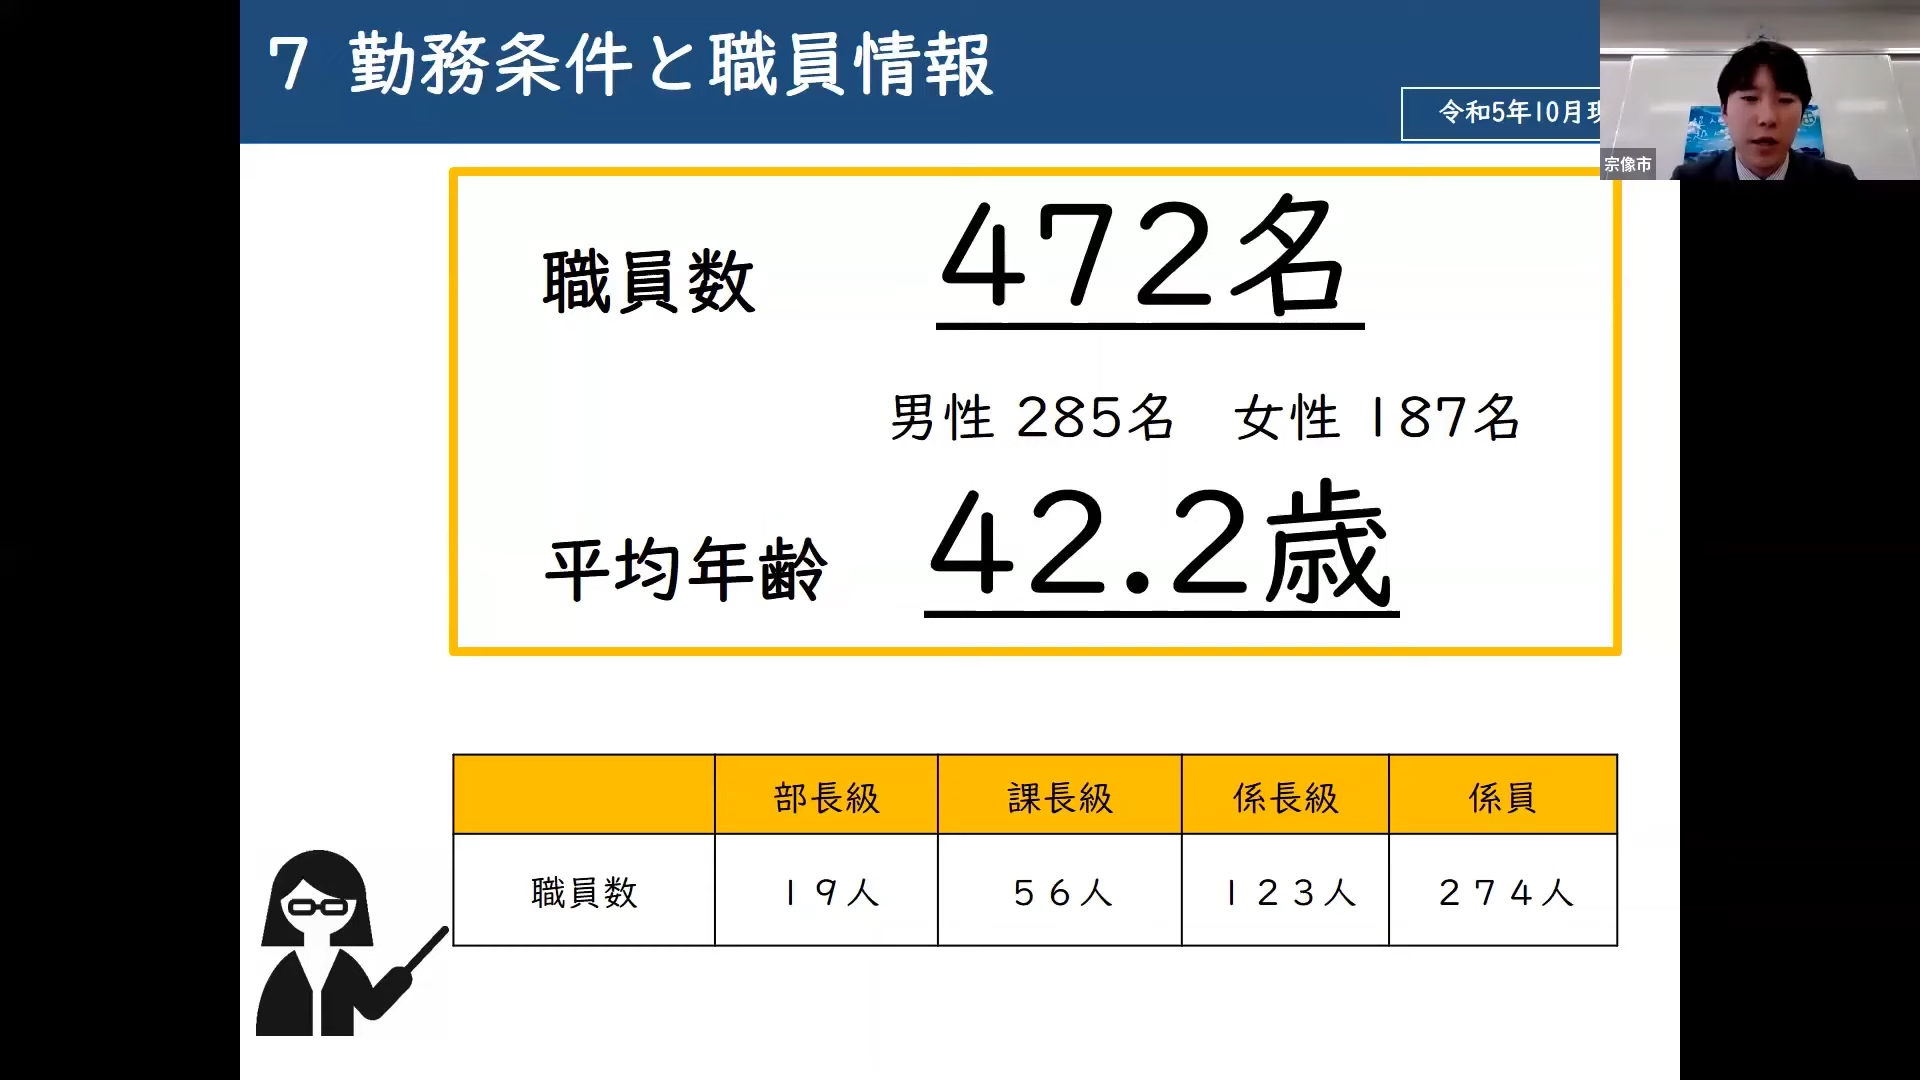 7 勤務条件と職員情報
令和5年10月
宗像市
職員数 472名
男性 285名 女性 187名
平均年齢 42.2歳
部長級 課長級 係長級 係員
職員数 19人 56人 123人 274人